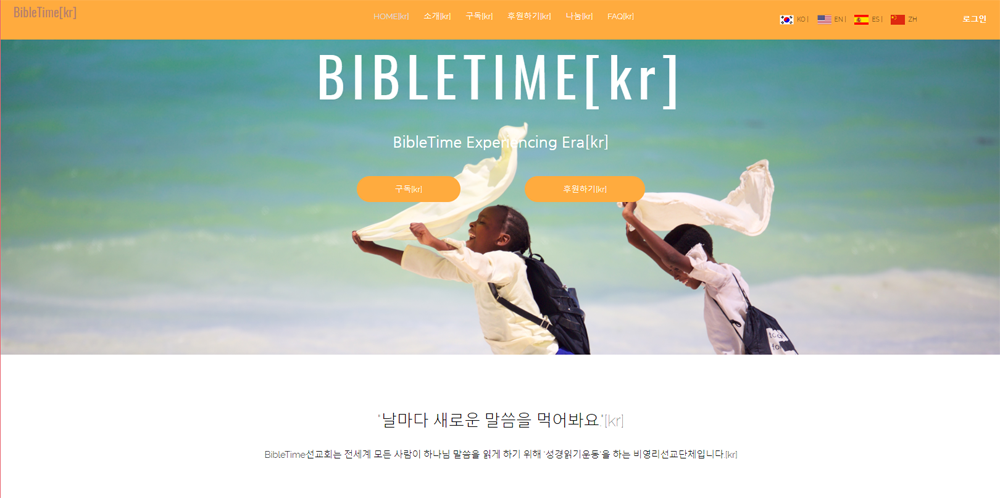 BibleTime[kr]
HOME[kr] 소개[kr] 구독[kr] 후원하기[kr] 나눔[kr] FAQ[kr]
KO | EN | ES | ZH
로그인
BIBLETIME[kr]
BibleTime Experiencing Era[kr]
구독[kr] 후원하기[kr]
"날마다 새로운 말씀을 먹어봐요"[kr]
BibleTime선교회는 전세계 모든 사람이 하나님 말씀을 읽게 하기 위해 '성경읽기운동'을 하는 비영리선교단체입니다.[kr]